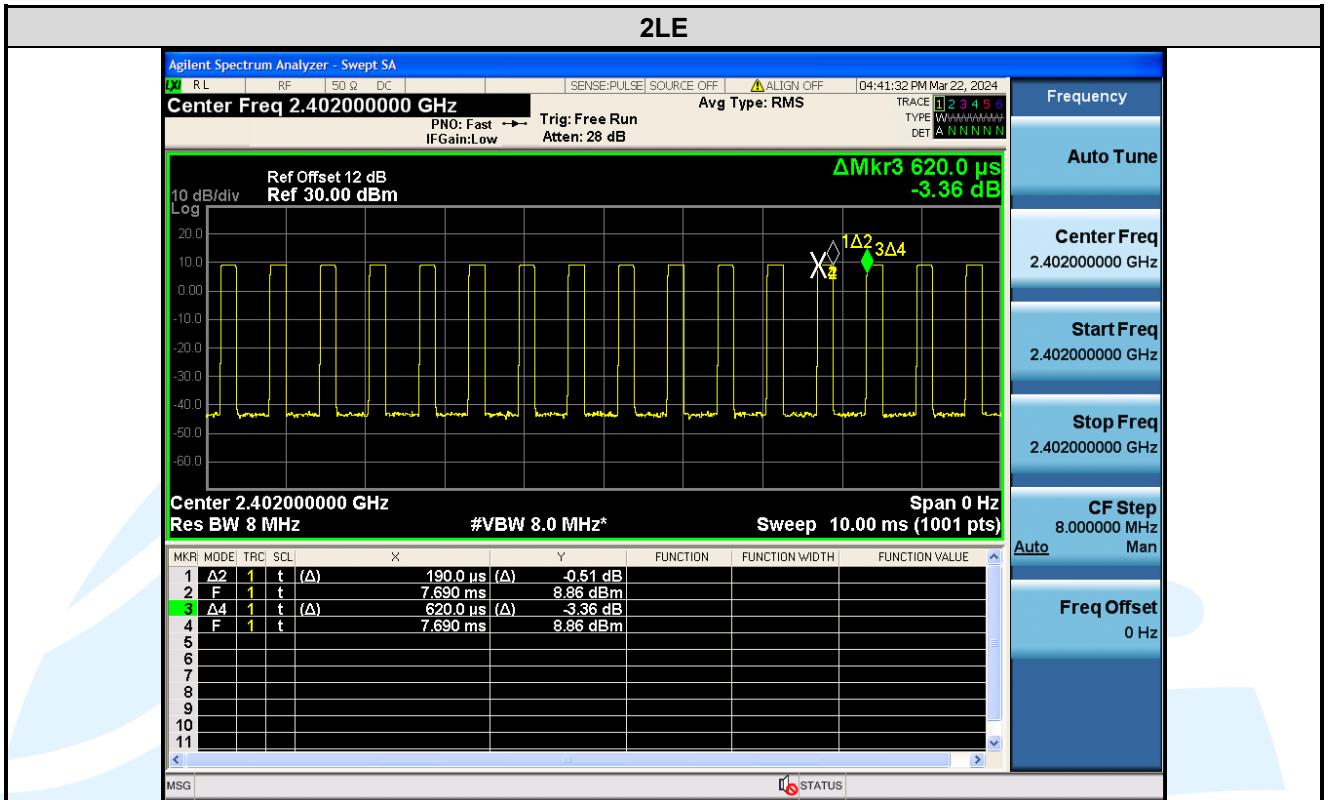 2LE
Agilent Spectrum Analyzer - Swept SA
LXI RL RF 50 Ω DC SENSE:PULSE SOURCE OFF ALIGN OFF 04:41:32 PM Mar 22, 2024
Center Freq 2.402000000 GHz
PNO: Fast
IFGain:Low
Trig: Free Run
Atten: 28 dB
Avg Type: RMS
TRACE 1 2 3 4 5 6
TYPE W
DET A N N N N N
Frequency
Auto Tune
Center Freq
2.402000000 GHz
Start Freq
2.402000000 GHz
Stop Freq
2.402000000 GHz
CF Step
8.000000 MHz
Auto Man
Freq Offset
0 Hz
ΔMkr3 620.0 µs
-3.36 dB
Ref Offset 12 dB
10 dB/div Ref 30.00 dBm
Log
20.0
10.0
0.00
-10.0
-20.0
-30.0
-40.0
-50.0
-60.0
1Δ2
3Δ4
Center 2.402000000 GHz Span 0 Hz
Res BW 8 MHz #VBW 8.0 MHz* Sweep 10.00 ms (1001 pts)
MKR MODE TRC SCL X Y FUNCTION FUNCTION WIDTH FUNCTION VALUE
1 Δ2 1 t (Δ) 190.0 µs (Δ) -0.51 dB
2 F 1 t 7.690 ms 8.86 dBm
3 Δ4 1 t (Δ) 620.0 µs (Δ) -3.36 dB
4 F 1 t 7.690 ms 8.86 dBm
5
6
7
8
9
10
11
MSG STATUS